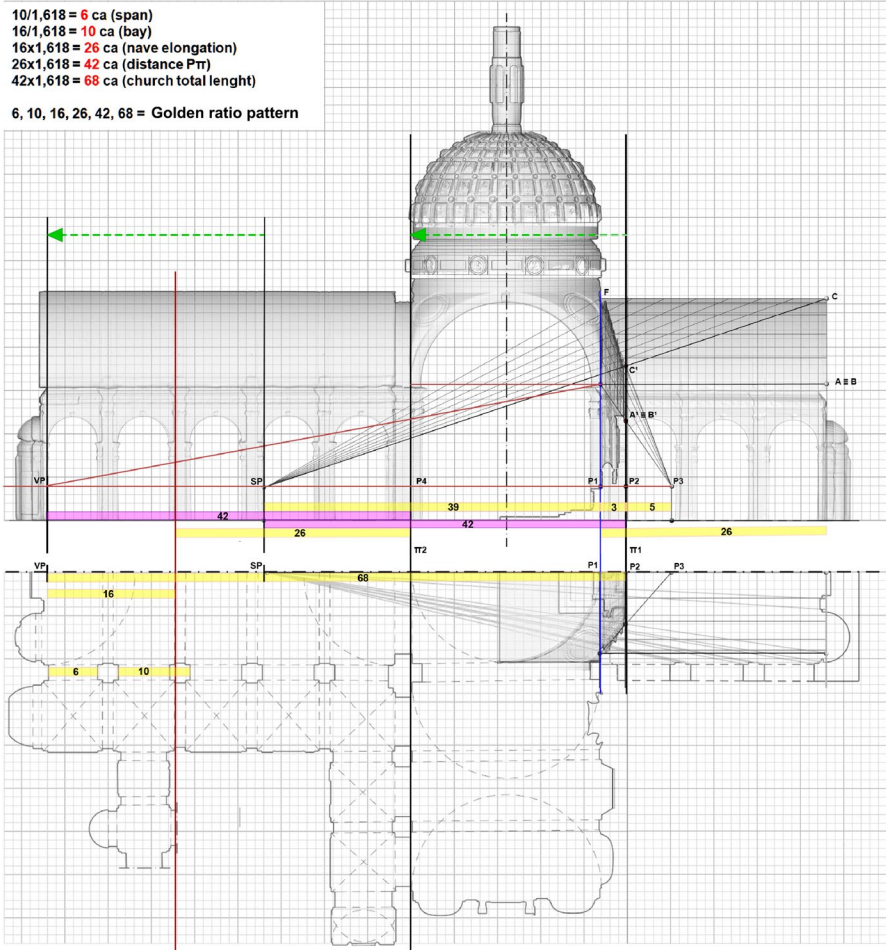 10/1,618 = 6 ca (span)
16/1,618 = 10 ca (bay)
16x1,618 = 26 ca (nave elongation)
26x1,618 = 42 ca (distance Pπ)
42x1,618 = 68 ca (church total lenght)
6, 10, 16, 26, 42, 68 = Golden ratio pattern
F
C
C'
A ≡ B
A' ≡ B'
VP
SP
P4
P1
P2
P3
39
3
5
42
42
26
26
π2
π1
VP
SP
P1
P2
P3
68
16
6
10